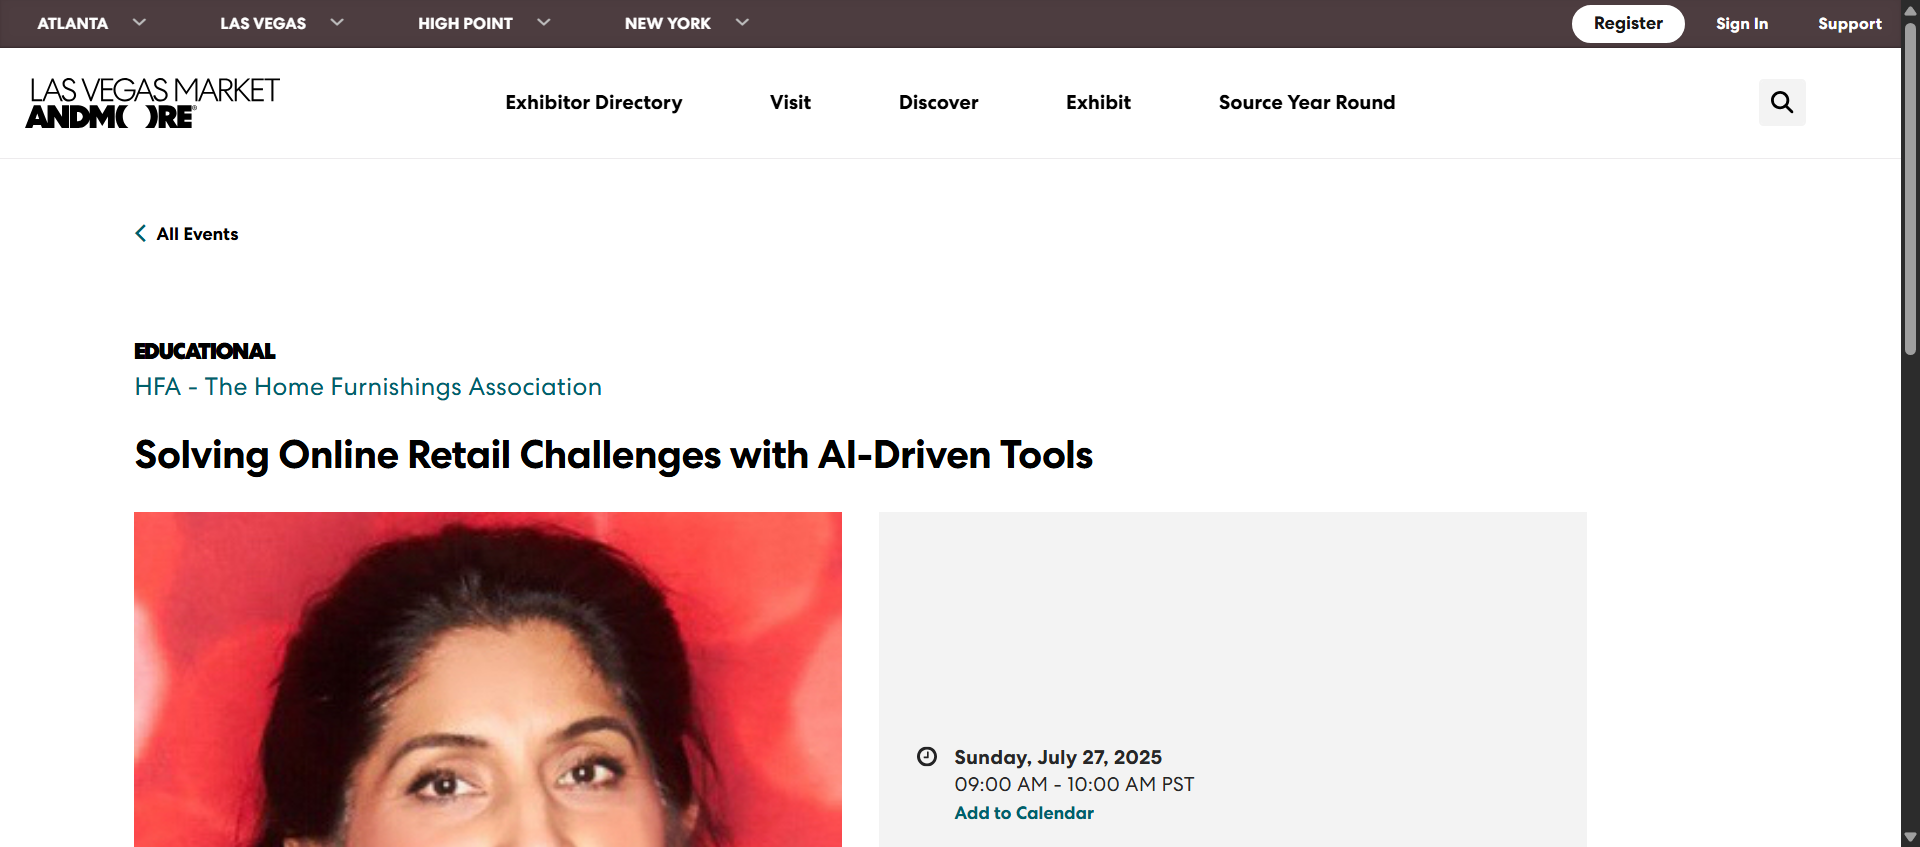 ATLANTA
LAS VEGAS
HIGH POINT
NEW YORK
Register
Sign In
Support
LAS VEGAS MARKET
ANDMORE®
Exhibitor Directory
Visit
Discover
Exhibit
Source Year Round
All Events
EDUCATIONAL
HFA - The Home Furnishings Association
Solving Online Retail Challenges with AI-Driven Tools
Sunday, July 27, 2025
09:00 AM - 10:00 AM PST
Add to Calendar